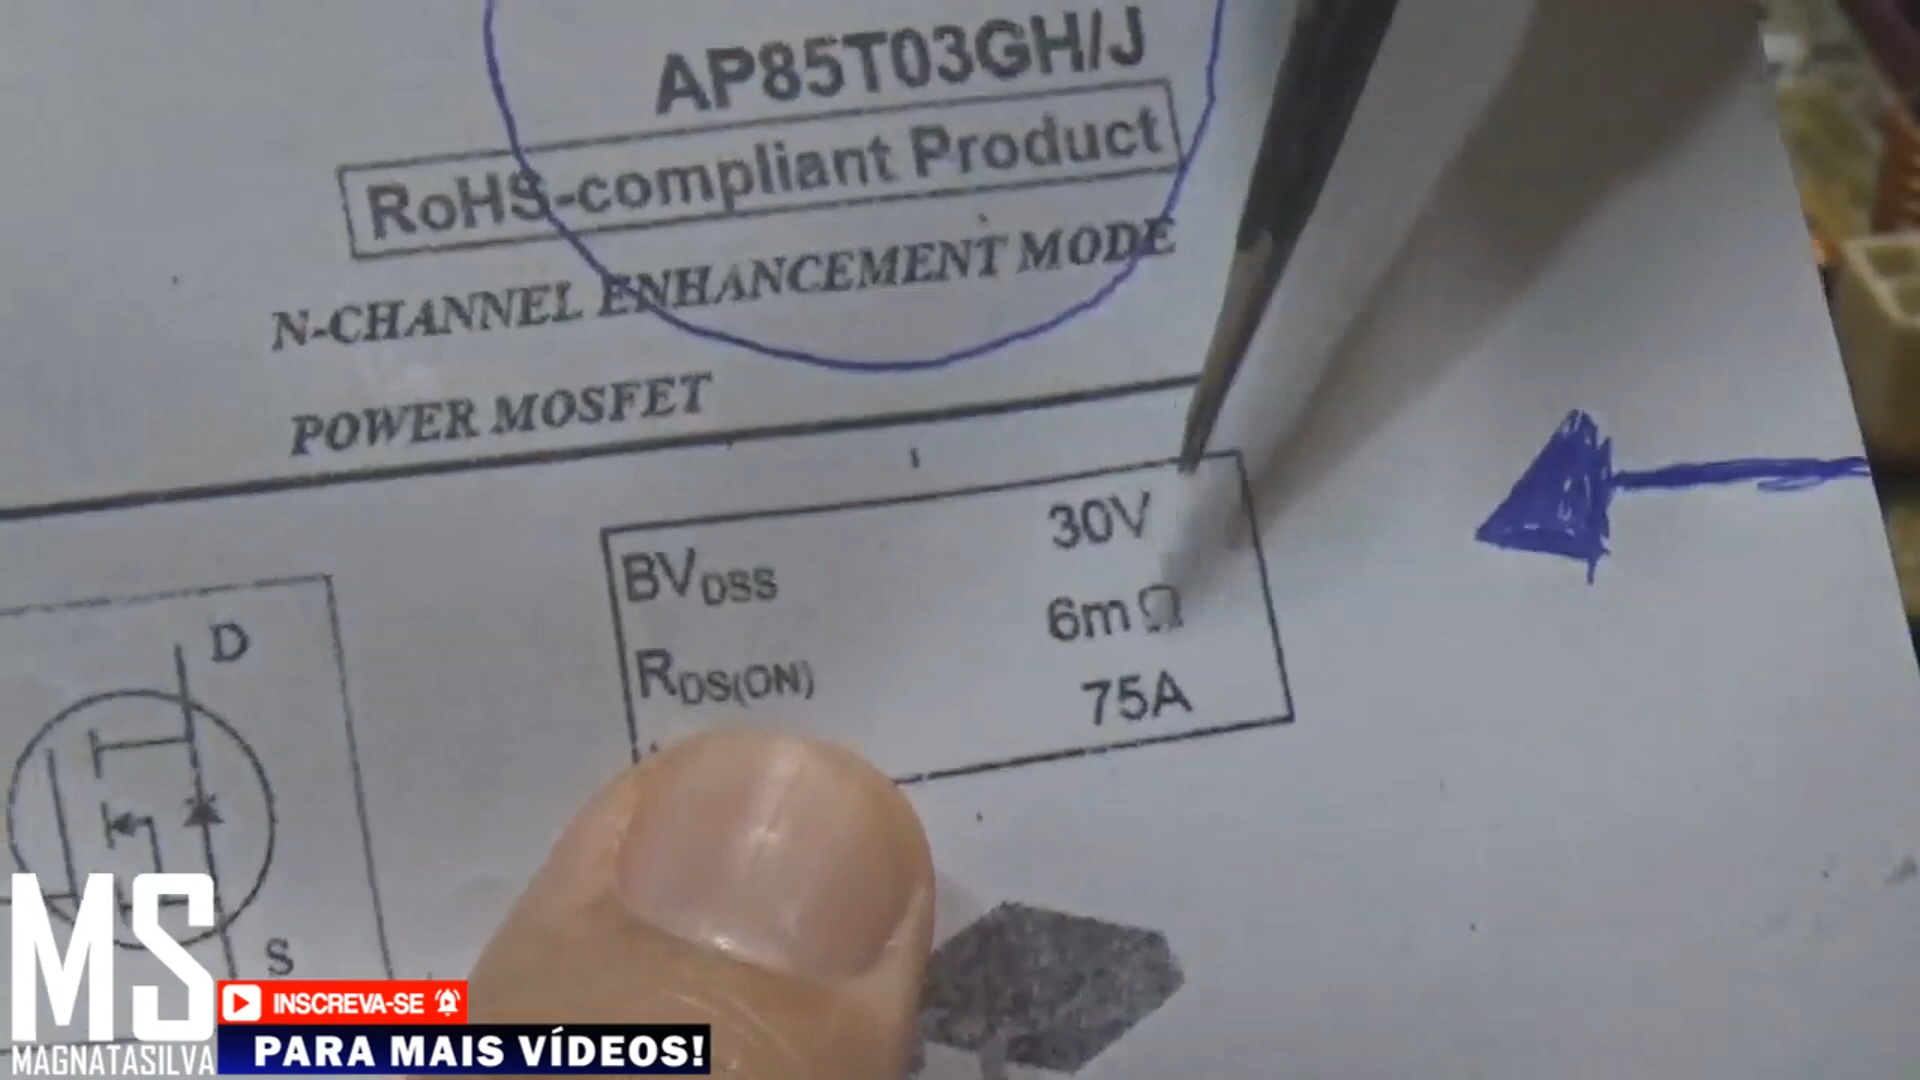 AP85T03GH/J
RoHS-compliant Product
N-CHANNEL ENHANCEMENT MODE
POWER MOSFET
BVDSS 30V
RDS(ON) 6mΩ
75A
D
S
MS
MAGNATASILVA
INSCREVA-SE
PARA MAIS VÍDEOS!